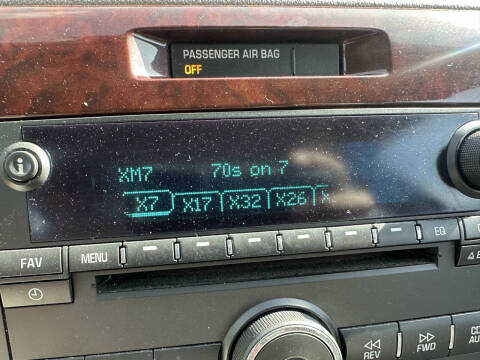 PASSENGER AIR BAG
OFF
i
XM7 70s on 7
X7 X17 X32 X26 X
EQ
FAV MENU
REV FWD